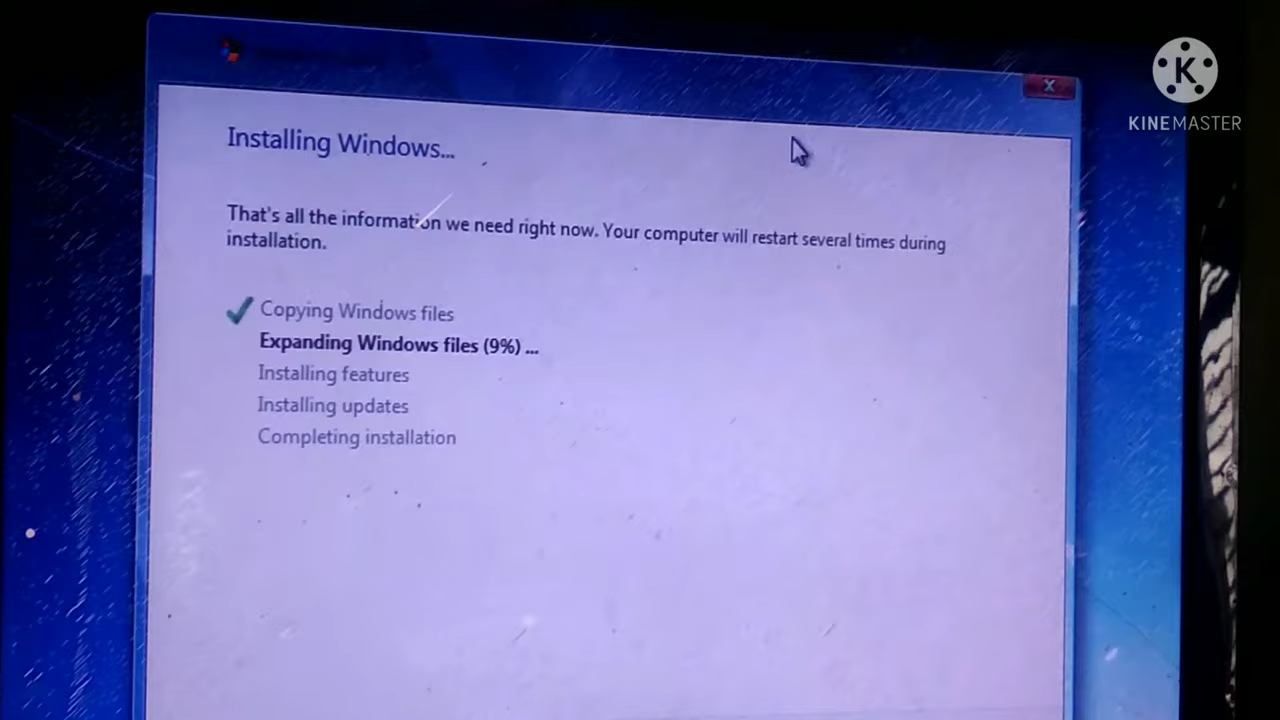 KINEMASTER
Installing Windows...
That's all the information we need right now. Your computer will restart several times during
installation.
Copying Windows files
Expanding Windows files (9%) ...
Installing features
Installing updates
Completing installation